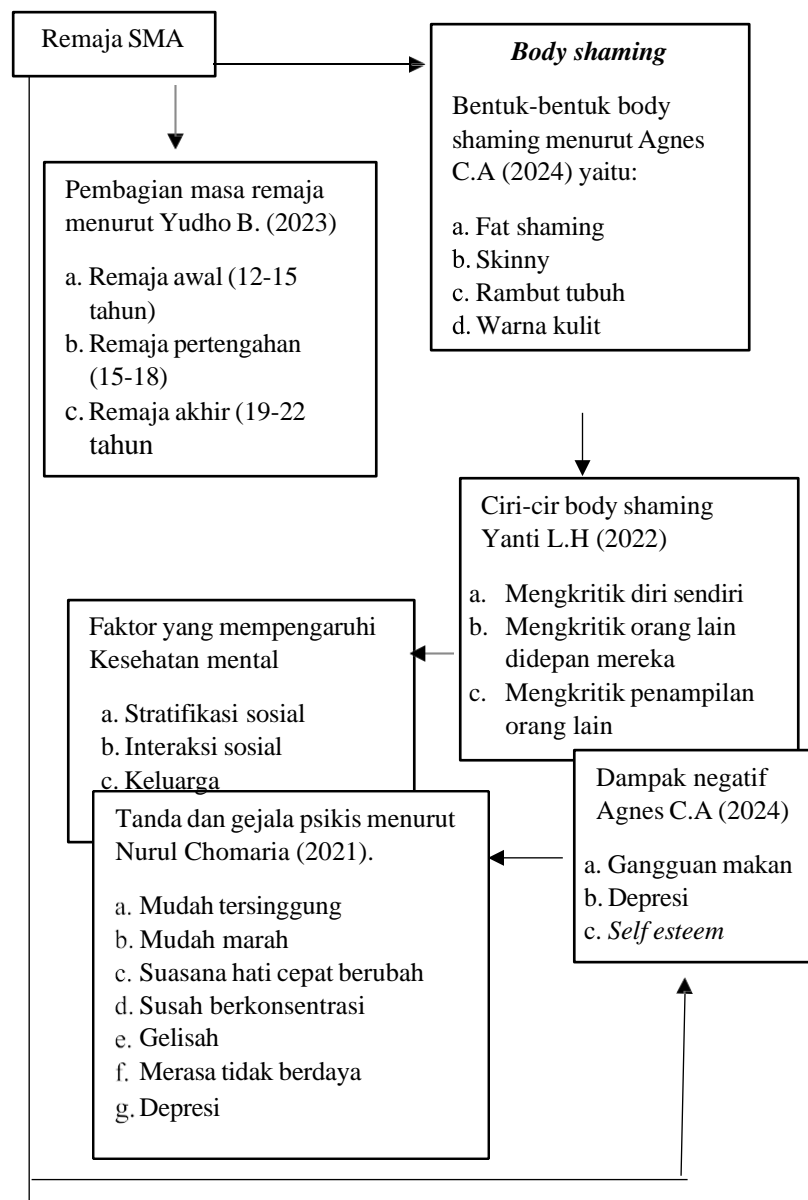 Remaja SMA
Body shaming
Bentuk-bentuk body
shaming menurut Agnes
C.A (2024) yaitu:
a. Fat shaming
b. Skinny
c. Rambut tubuh
d. Warna kulit
Pembagian masa remaja
menurut Yudho B. (2023)
a. Remaja awal (12-15
tahun)
b. Remaja pertengahan
(15-18)
c. Remaja akhir (19-22
tahun
Ciri-cir body shaming
Yanti L.H (2022)
a. Mengkritik diri sendiri
b. Mengkritik orang lain
didepan mereka
c. Mengkritik penampilan
orang lain
Faktor yang mempengaruhi
Kesehatan mental
a. Stratifikasi sosial
b. Interaksi sosial
c. Keluarga
Dampak negatif
Agnes C.A (2024)
a. Gangguan makan
b. Depresi
c. Self esteem
Tanda dan gejala psikis menurut
Nurul Chomaria (2021).
a. Mudah tersinggung
b. Mudah marah
c. Suasana hati cepat berubah
d. Susah berkonsentrasi
e. Gelisah
f. Merasa tidak berdaya
g. Depresi